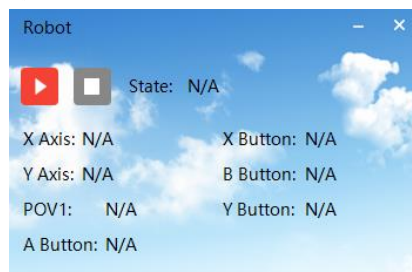 Robot
State: N/A
X Axis: N/A X Button: N/A
Y Axis: N/A B Button: N/A
POV1: N/A Y Button: N/A
A Button: N/A